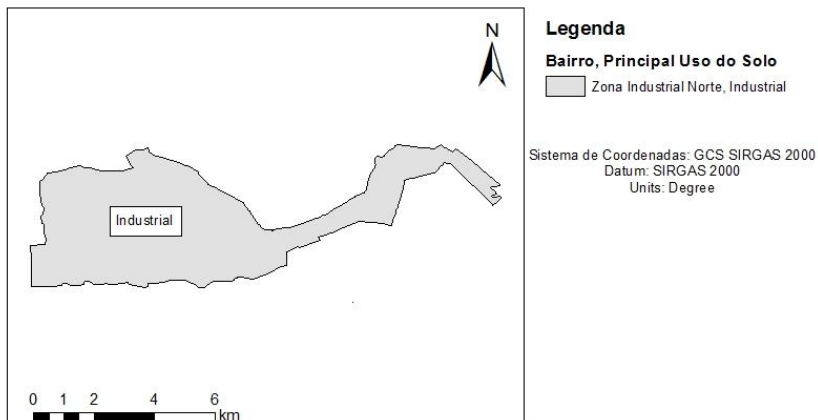 N
Industrial
0 1 2 4 6
km
Legenda
Bairro, Principal Uso do Solo
Zona Industrial Norte, Industrial
Sistema de Coordenadas: GCS SIRGAS 2000
Datum: SIRGAS 2000
Units: Degree